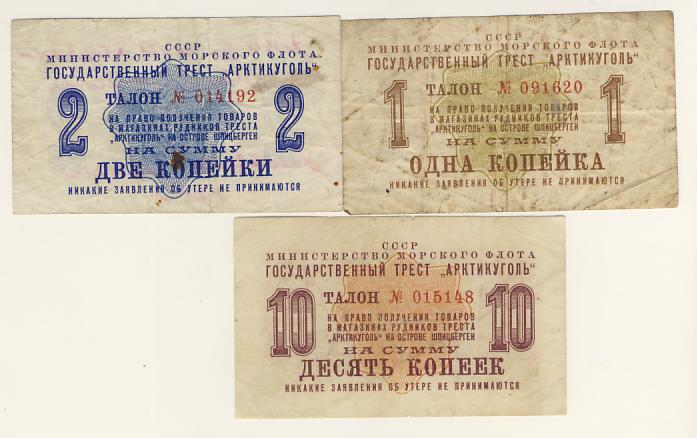 СССР
МИНИСТЕРСТВО МОРСКОГО ФЛОТА
ГОСУДАРСТВЕННЫЙ ТРЕСТ „АРКТИКУГОЛЬ"
ТАЛОН № 014192
2 2
НА ПРАВО ПОЛУЧЕНИЯ ТОВАРОВ
В МАГАЗИНАХ РУДНИКОВ ТРЕСТА
„АРКТИКУГОЛЬ" НА ОСТРОВЕ ШПИЦБЕРГЕН
НА СУММУ
ДВЕ КОПЕЙКИ
НИКАКИЕ ЗАЯВЛЕНИЯ ОБ УТЕРЕ НЕ ПРИНИМАЮТСЯ
СССР
МИНИСТЕРСТВО МОРСКОГО ФЛОТА
ГОСУДАРСТВЕННЫЙ ТРЕСТ „АРКТИКУГОЛЬ"
ТАЛОН № 091620
1 1
НА ПРАВО ПОЛУЧЕНИЯ ТОВАРОВ
В МАГАЗИНАХ РУДНИКОВ ТРЕСТА
„АРКТИКУГОЛЬ" НА ОСТРОВЕ ШПИЦБЕРГЕН
НА СУММУ
ОДНА КОПЕЙКА
НИКАКИЕ ЗАЯВЛЕНИЯ ОБ УТЕРЕ НЕ ПРИНИМАЮТСЯ
СССР
МИНИСТЕРСТВО МОРСКОГО ФЛОТА
ГОСУДАРСТВЕННЫЙ ТРЕСТ „АРКТИКУГОЛЬ"
ТАЛОН № 015148
10 10
НА ПРАВО ПОЛУЧЕНИЯ ТОВАРОВ
В МАГАЗИНАХ РУДНИКОВ ТРЕСТА
„АРКТИКУГОЛЬ" НА ОСТРОВЕ ШПИЦБЕРГЕН
НА СУММУ
ДЕСЯТЬ КОПЕЕК
НИКАКИЕ ЗАЯВЛЕНИЯ ОБ УТЕРЕ НЕ ПРИНИМАЮТСЯ